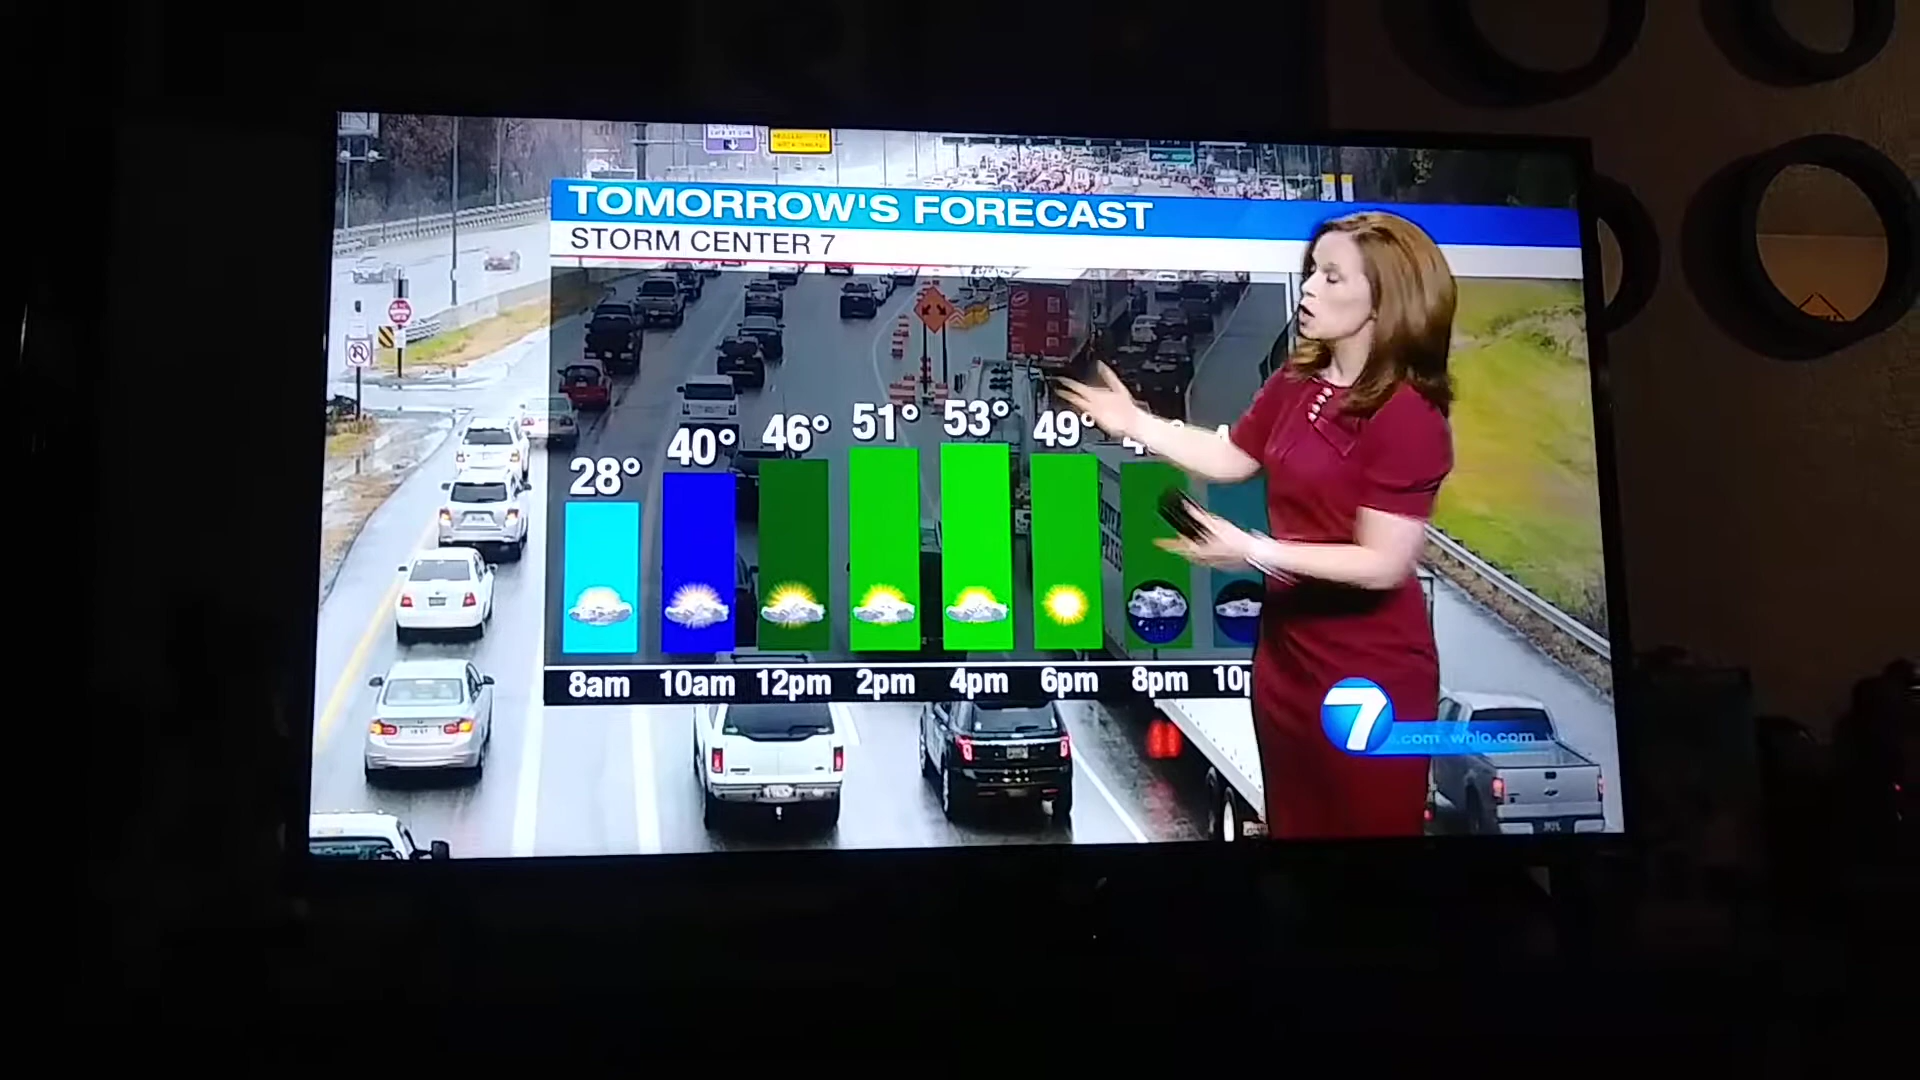 TOMORROW'S FORECAST
STORM CENTER 7
28° 40° 46° 51° 53° 49°
8am 10am 12pm 2pm 4pm 6pm 8pm
7
.com whio.com